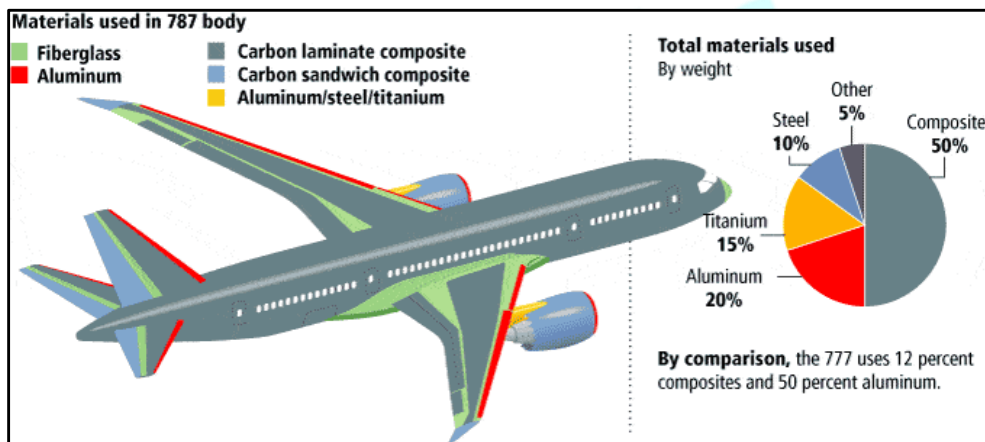 Materials used in 787 body
Fiberglass
Aluminum
Carbon laminate composite
Carbon sandwich composite
Aluminum/steel/titanium
Total materials used
By weight
Other
5%
Steel
10%
Composite
50%
Titanium
15%
Aluminum
20%
By comparison, the 777 uses 12 percent
composites and 50 percent aluminum.